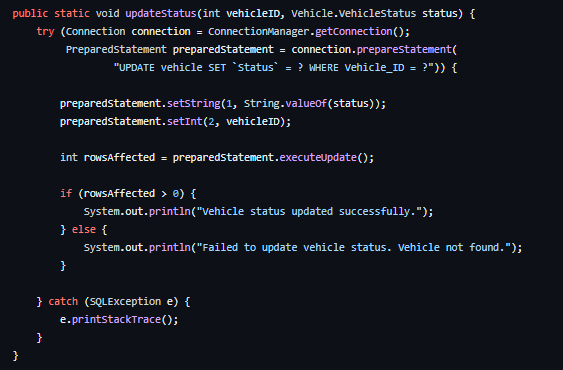 public static void updateStatus(int vehicleID, Vehicle.VehicleStatus status) {
    try (Connection connection = ConnectionManager.getConnection();
         PreparedStatement preparedStatement = connection.prepareStatement(
                 "UPDATE vehicle SET `Status` = ? WHERE Vehicle_ID = ?")) {

        preparedStatement.setString(1, String.valueOf(status));
        preparedStatement.setInt(2, vehicleID);

        int rowsAffected = preparedStatement.executeUpdate();

        if (rowsAffected > 0) {
            System.out.println("Vehicle status updated successfully.");
        } else {
            System.out.println("Failed to update vehicle status. Vehicle not found.");
        }

    } catch (SQLException e) {
        e.printStackTrace();
    }
}